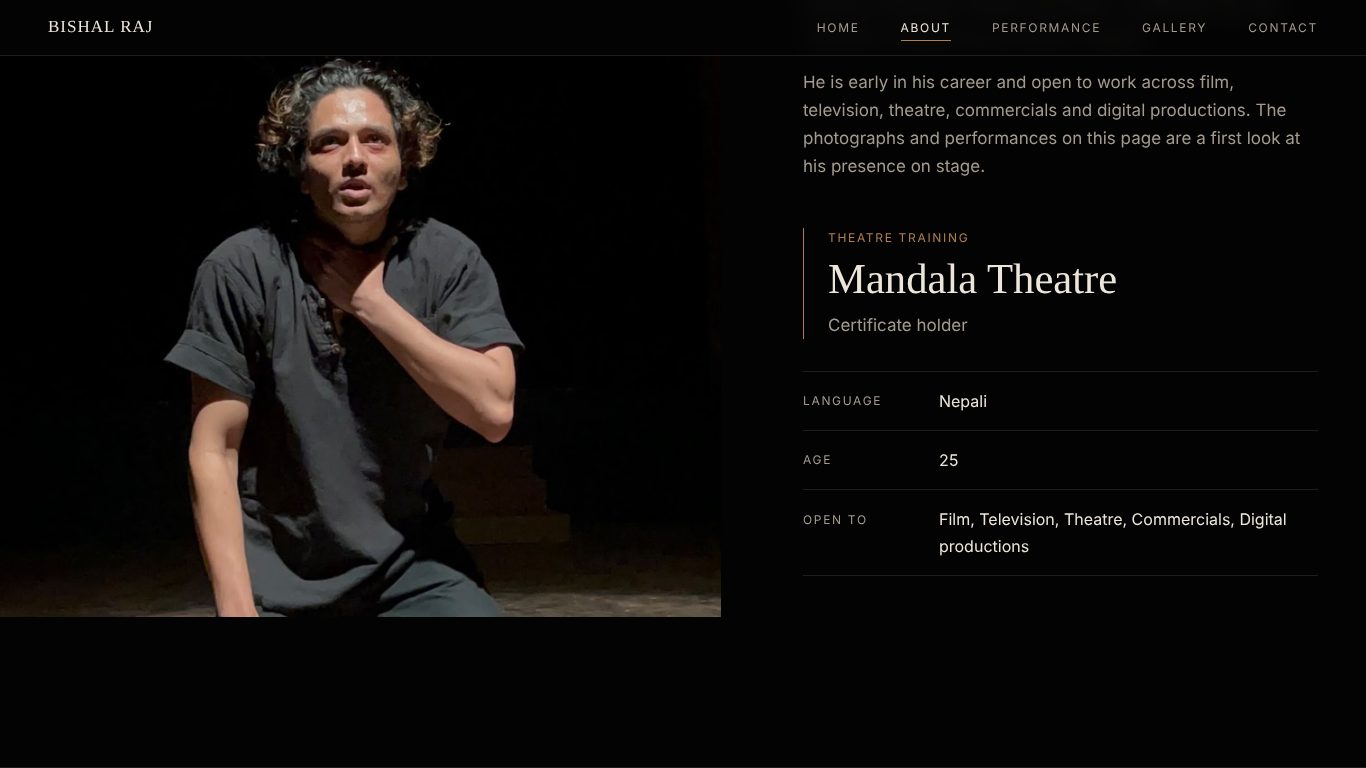 BISHAL RAJ
HOME ABOUT PERFORMANCE GALLERY CONTACT
He is early in his career and open to work across film,
television, theatre, commercials and digital productions. The
photographs and performances on this page are a first look at
his presence on stage.
THEATRE TRAINING
Mandala Theatre
Certificate holder
LANGUAGE Nepali
AGE 25
OPEN TO Film, Television, Theatre, Commercials, Digital
productions